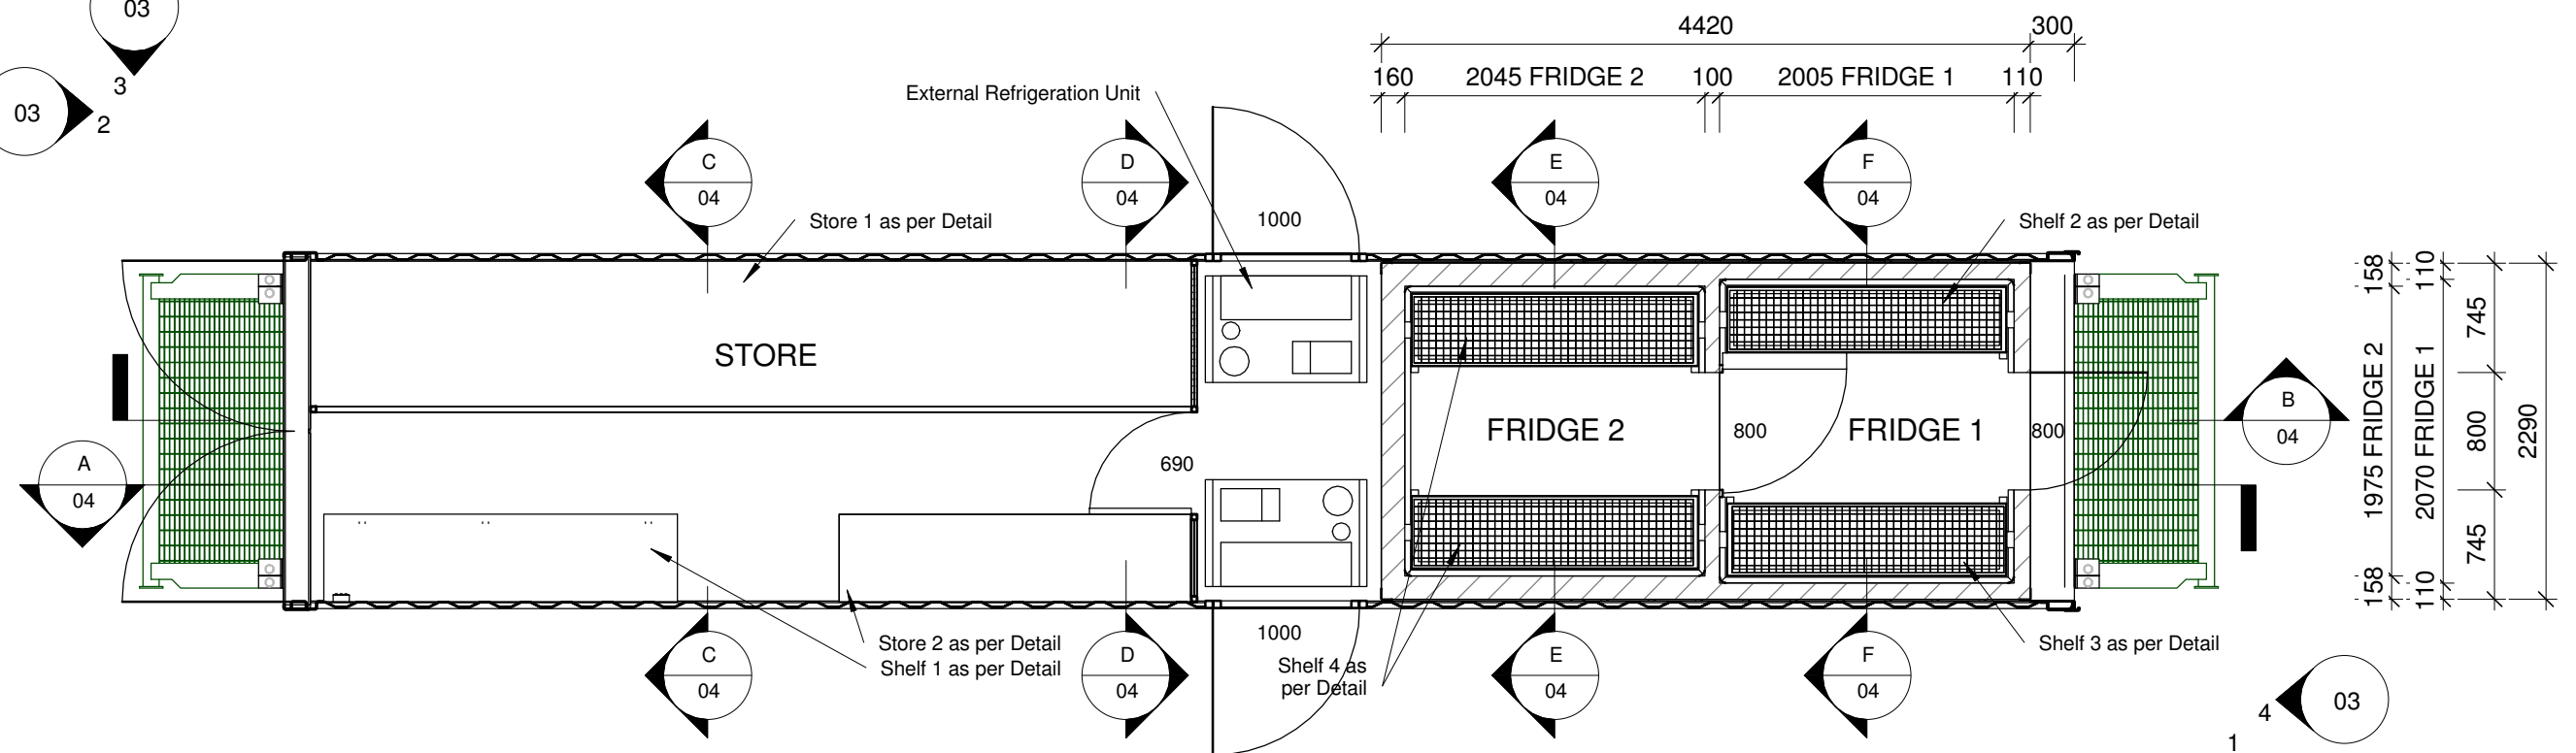 03
3
03
2
4420
300
160
2045 FRIDGE 2
100
2005 FRIDGE 1
110
External Refrigeration Unit
C
04
D
04
E
04
F
04
1000
Store 1 as per Detail
Shelf 2 as per Detail
STORE
FRIDGE 2
800
FRIDGE 1
800
690
A
04
B
04
158
1975 FRIDGE 2
158
110
2070 FRIDGE 1
110
745
800
745
2290
1000
Store 2 as per Detail
Shelf 1 as per Detail
Shelf 4 as
per Detail
Shelf 3 as per Detail
C
04
D
04
E
04
F
04
4
03
1